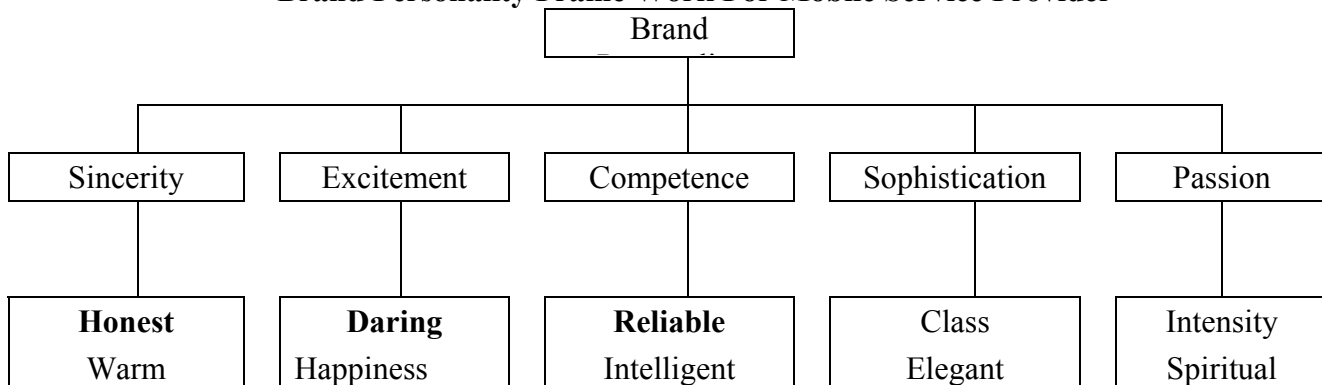 Brand Personality Frame Work For Mobile Service Provider
Brand
Sincerity
Excitement
Competence
Sophistication
Passion
Honest
Warm
Daring
Happiness
Reliable
Intelligent
Class
Elegant
Intensity
Spiritual